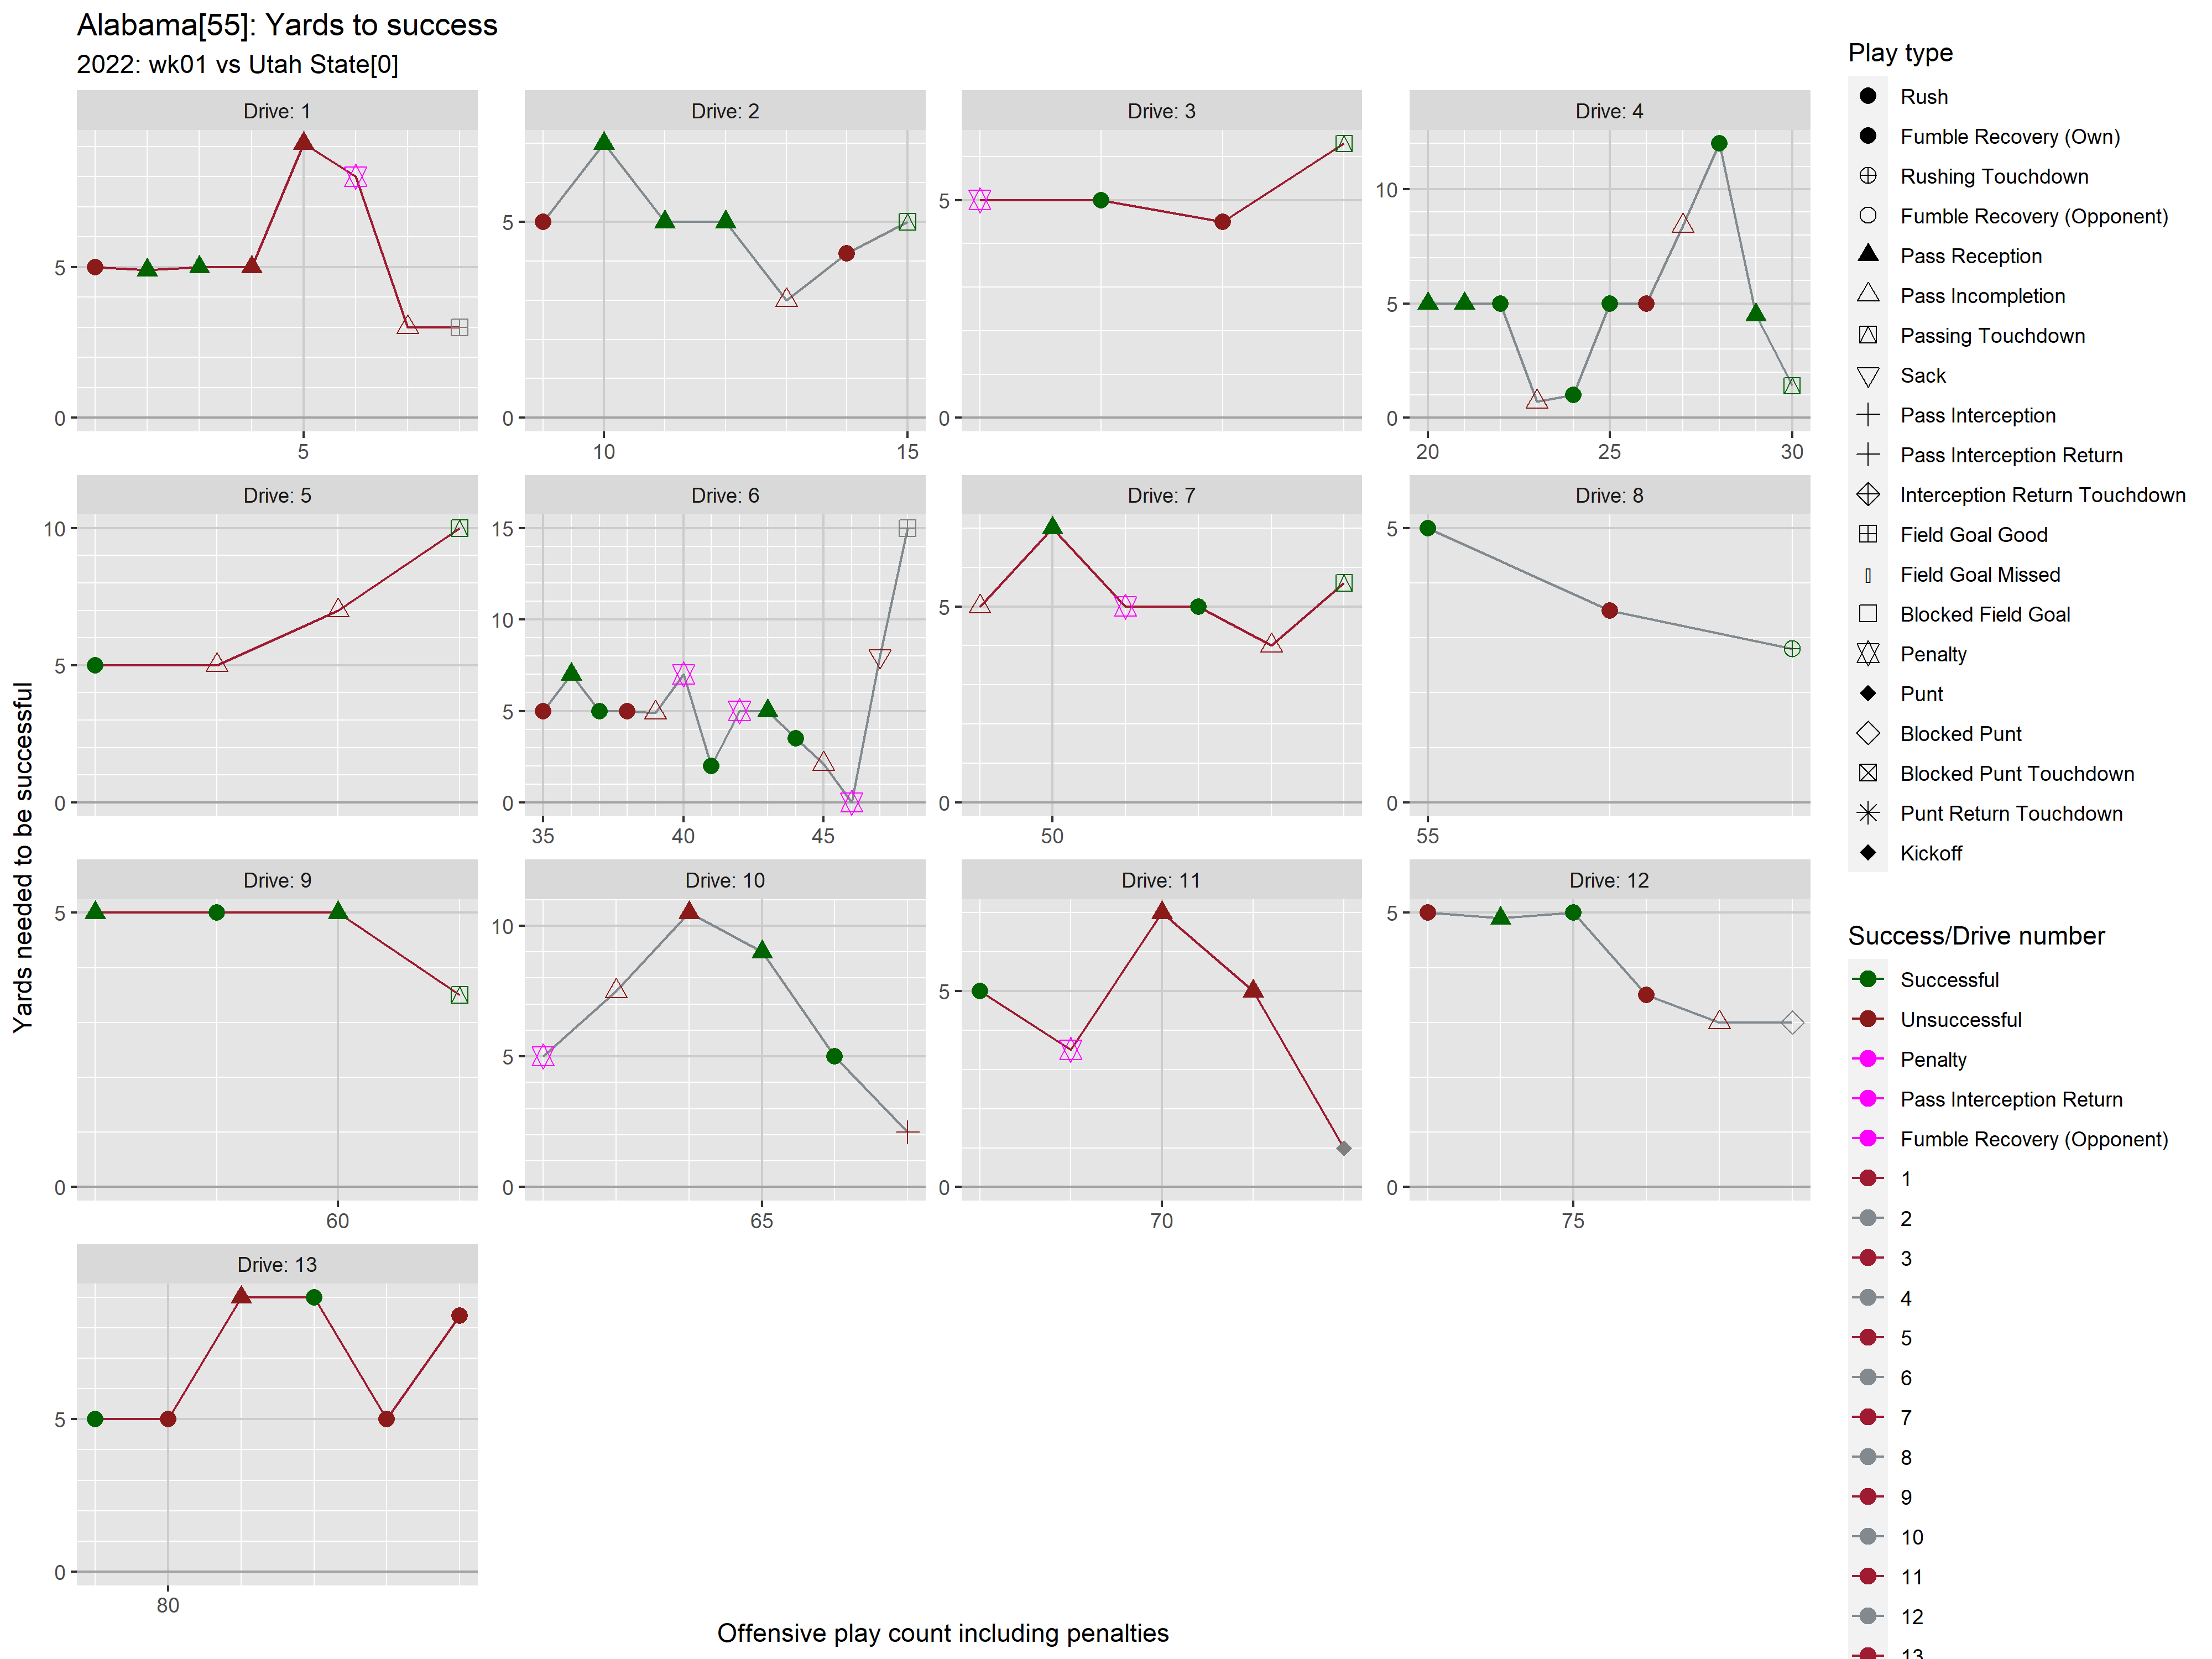 Alabama[55]: Yards to success
2022: wk01 vs Utah State[0]
Drive: 1
Drive: 2
Drive: 3
Drive: 4
5
0
5
5
0
10
15
5
0
10
5
0
20
25
30
Drive: 5
Drive: 6
Drive: 7
Drive: 8
10
5
0
15
10
5
0
35
40
45
5
0
50
5
0
55
Drive: 9
Drive: 10
Drive: 11
Drive: 12
5
0
60
10
5
0
65
5
0
70
5
0
75
Drive: 13
5
0
80
Yards needed to be successful
Offensive play count including penalties
Play type
Rush
Fumble Recovery (Own)
Rushing Touchdown
Fumble Recovery (Opponent)
Pass Reception
Pass Incompletion
Passing Touchdown
Sack
Pass Interception
Pass Interception Return
Interception Return Touchdown
Field Goal Good
Field Goal Missed
Blocked Field Goal
Penalty
Punt
Blocked Punt
Blocked Punt Touchdown
Punt Return Touchdown
Kickoff
Success/Drive number
Successful
Unsuccessful
Penalty
Pass Interception Return
Fumble Recovery (Opponent)
1
2
3
4
5
6
7
8
9
10
11
12
13